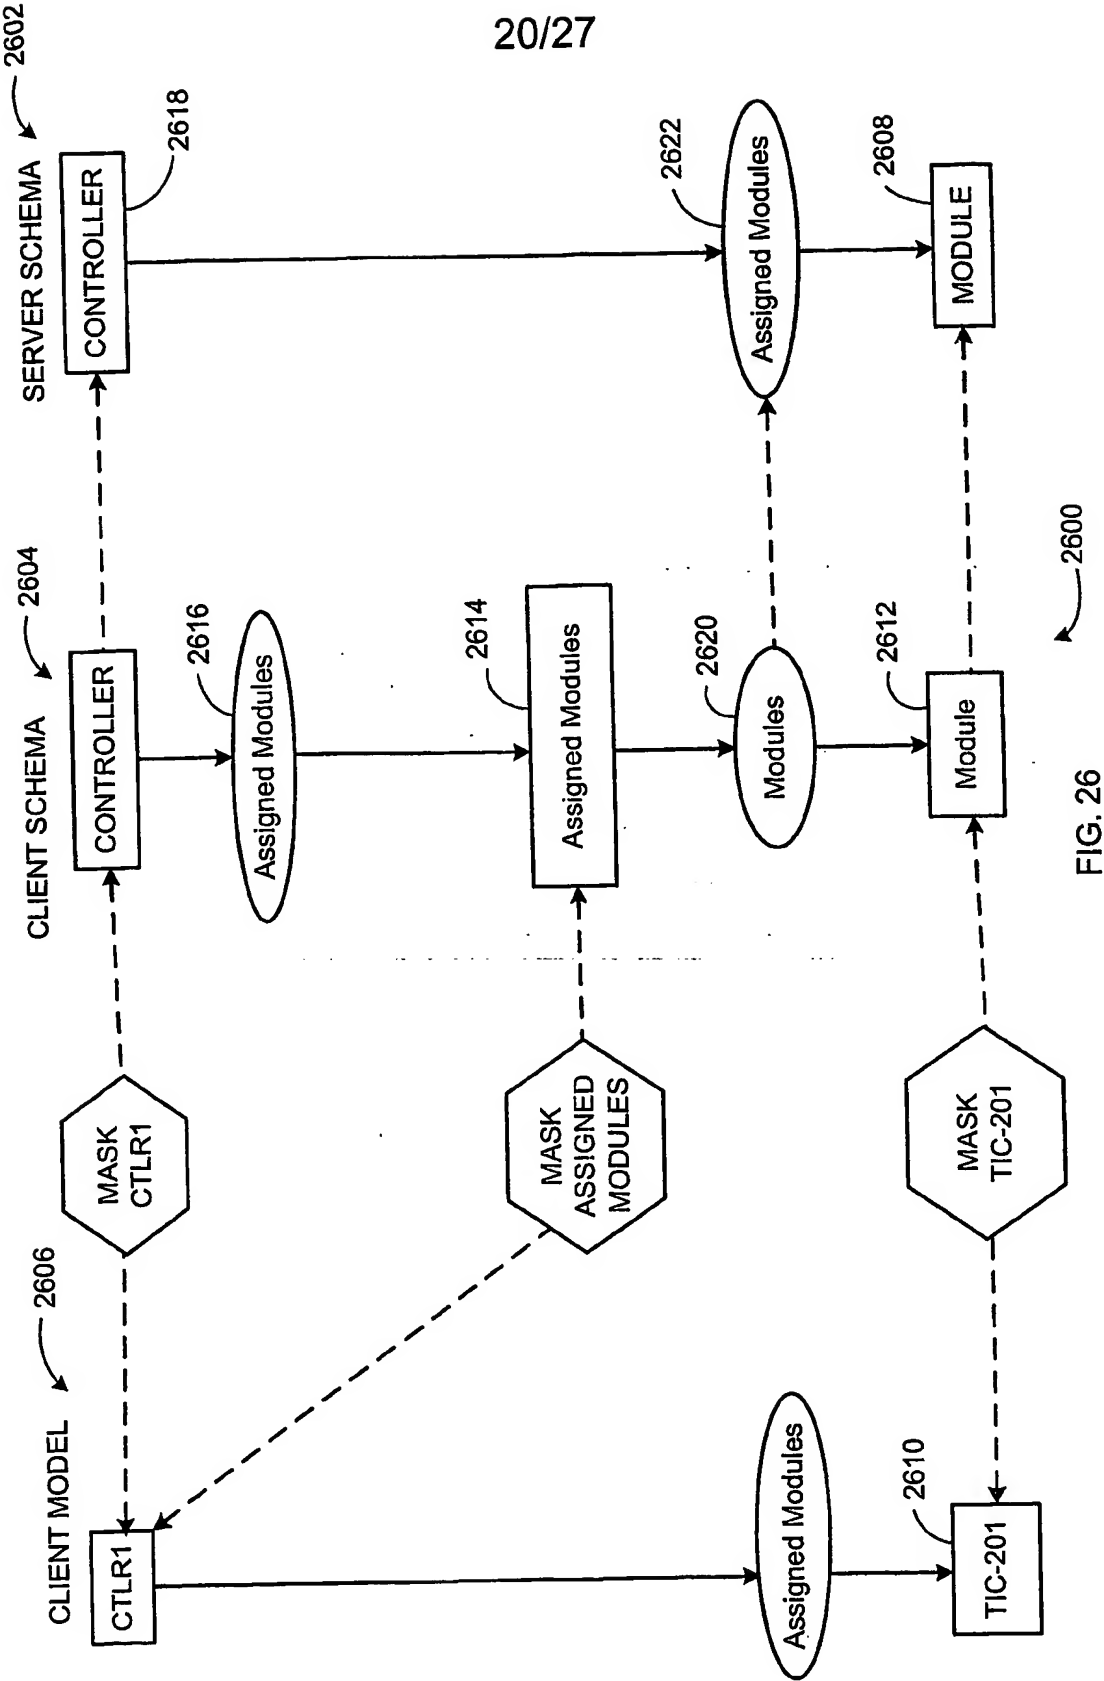 20/27
CLIENT MODEL
2606
CLIENT SCHEMA
2604
SERVER SCHEMA
2602
CTLR1
MASK
CTLR1
CONTROLLER
CONTROLLER
2618
Assigned Modules
2616
MASK
ASSIGNED
MODULES
Assigned Modules
2614
Assigned Modules
Modules
2620
Assigned Modules
2622
TIC-201
2610
MASK
TIC-201
Module
2612
MODULE
2608
2600
FIG. 26